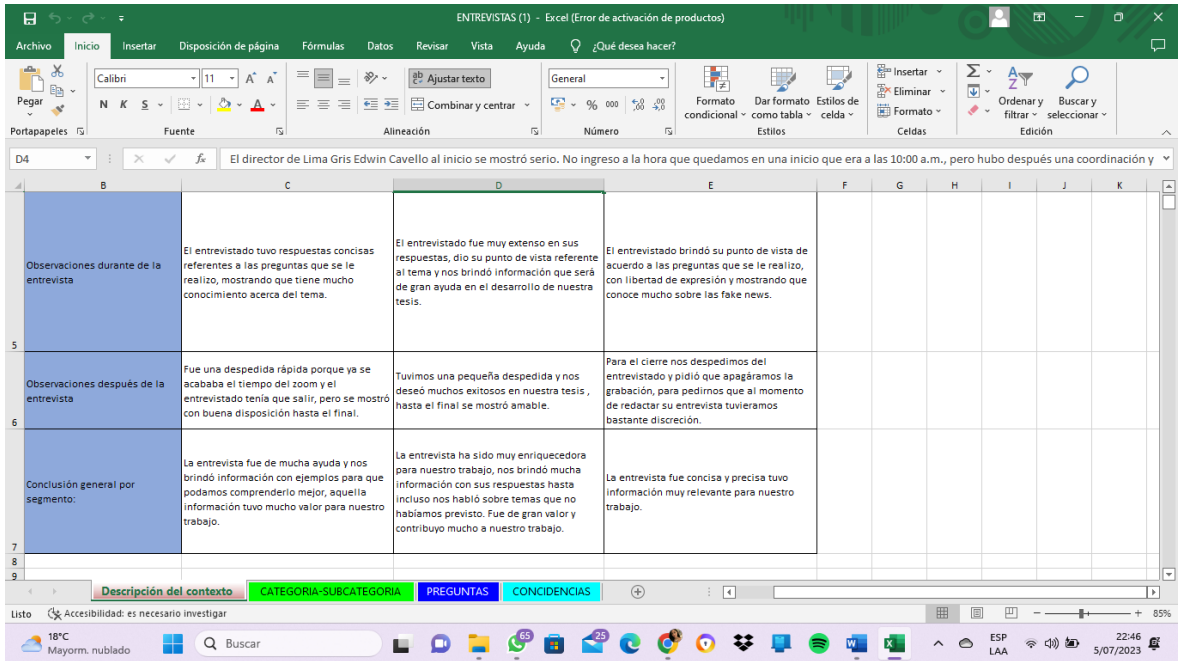 ENTREVISTAS (1) - Excel (Error de activación de productos)
Archivo Inicio Insertar Disposición de página Fórmulas Datos Revisar Vista Ayuda ¿Qué desea hacer?
Pegar
Portapapeles
Calibri 11
N K S
Fuente
Ajustar texto
Combinar y centrar
Alineación
General
% 000
Número
Formato condicional
Dar formato como tabla
Estilos de celda
Estilos
Insertar
Eliminar
Formato
Celdas
Ordenar y filtrar
Buscar y seleccionar
Edición
D4 fx El director de Lima Gris Edwin Cavello al inicio se mostró serio. No ingreso a la hora que quedamos en una inicio que era a las 10:00 a.m., pero hubo después una coordinación y
B C D E F G H I J K
5
Observaciones durante de la
entrevista
El entrevistado tuvo respuestas concisas
referentes a las preguntas que se le
realizo, mostrando que tiene mucho
conocimiento acerca del tema.
El entrevistado fue muy extenso en sus
respuestas, dio su punto de vista referente
al tema y nos brindó información que será
de gran ayuda en el desarrollo de nuestra
tesis.
El entrevistado brindó su punto de vista de
acuerdo a las preguntas que se le realizo,
con libertad de expresión y mostrando que
conoce mucho sobre las fake news.
6
Observaciones después de la
entrevista
Fue una despedida rápida porque ya se
acababa el tiempo del zoom y el
entrevistado tenía que salir, pero se mostró
con buena disposición hasta el final.
Tuvimos una pequeña despedida y nos
deseó muchos exitosos en nuestra tesis ,
hasta el final se mostró amable.
Para el cierre nos despedimos del
entrevistado y pidió que apagáramos la
grabación, para pedirnos que al momento
de redactar su entrevista tuvieramos
bastante discreción.
7
Conclusión general por
segmento:
La entrevista fue de mucha ayuda y nos
brindó información con ejemplos para que
podamos comprenderlo mejor, aquella
información tuvo mucho valor para nuestro
trabajo.
La entrevista ha sido muy enriquecedora
para nuestro trabajo, nos brindó mucha
información con sus respuestas hasta
incluso nos habló sobre temas que no
habíamos previsto. Fue de gran valor y
contribuyo mucho a nuestro trabajo.
La entrevista fue concisa y precisa tuvo
información muy relevante para nuestro
trabajo.
8
9
Descripción del contexto CATEGORIA-SUBCATEGORIA PREGUNTAS CONCIDENCIAS
Listo Accesibilidad: es necesario investigar 85%
18°C
Mayorm. nublado
Buscar
65
25
ESP
LAA
22:46
5/07/2023